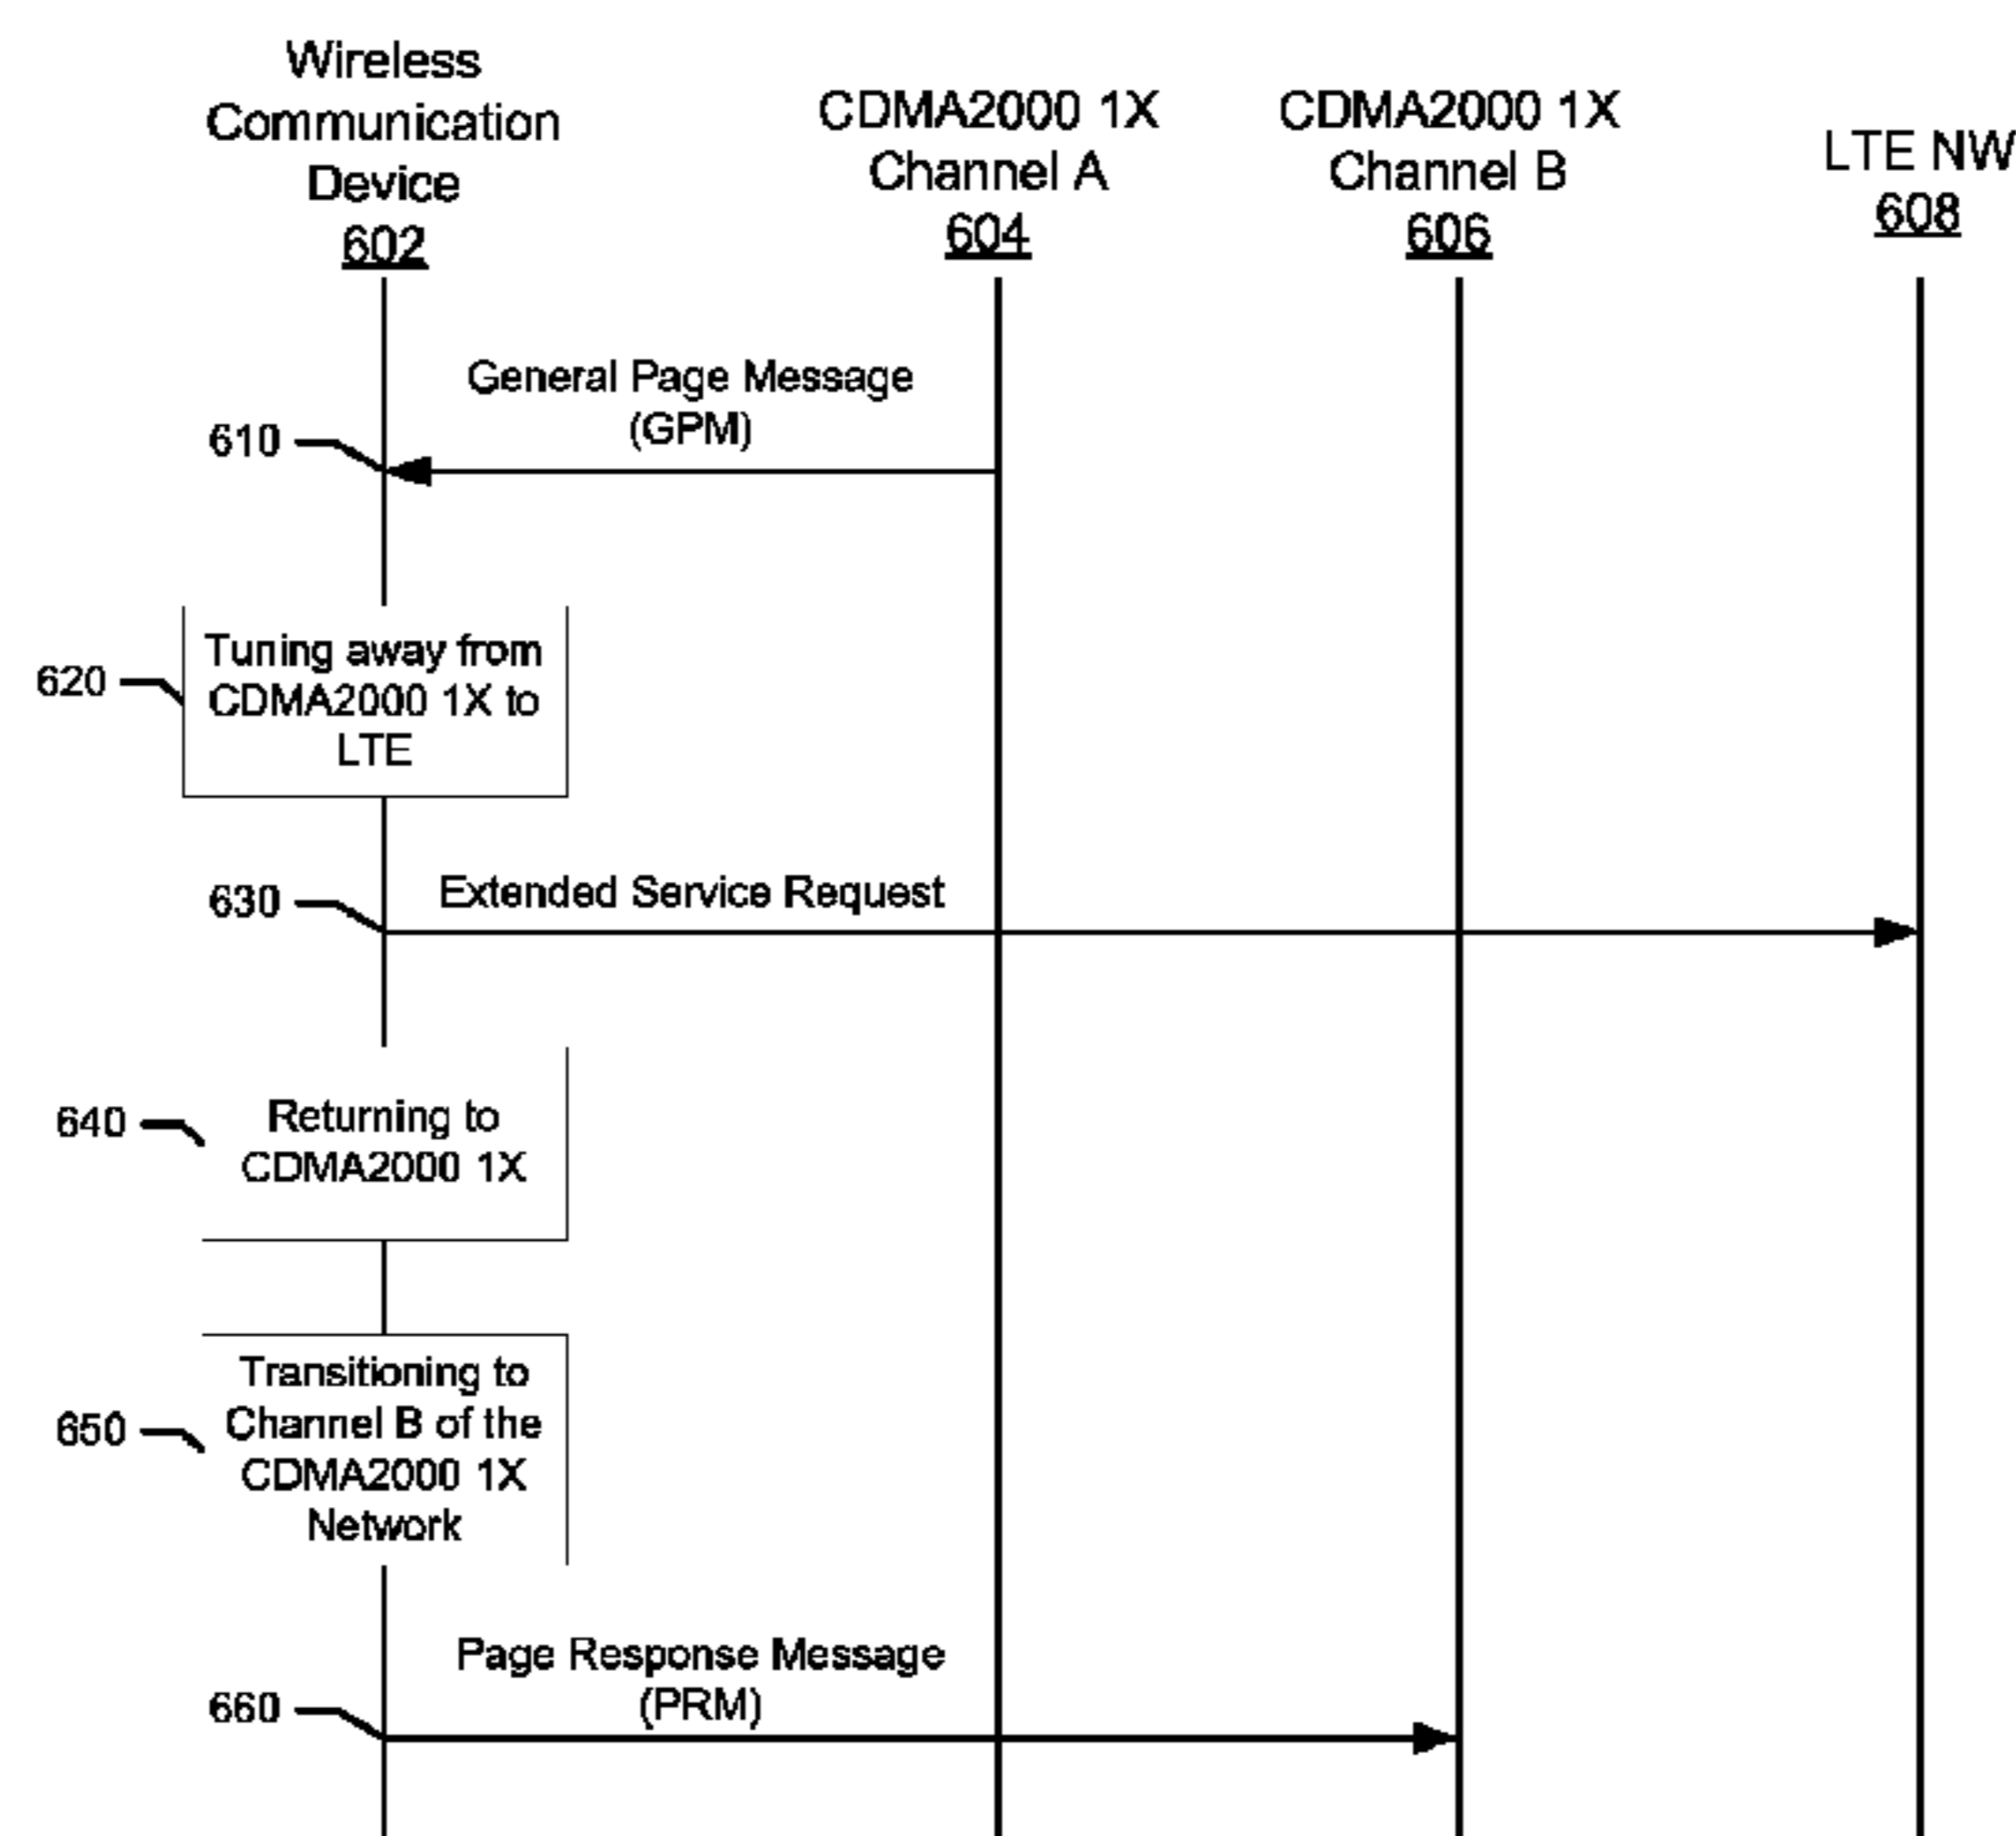 Wireless
Communication
Device
602
CDMA2000 1X
Channel A
604
CDMA2000 1X
Channel B
606
LTE NW
608
General Page Message
(GPM)
610
Tuning away from
CDMA2000 1X to
LTE
620
630
Extended Service Request
640
Returning to
CDMA2000 1X
650
Transitioning to
Channel B of the
CDMA2000 1X
Network
Page Response Message
(PRM)
660